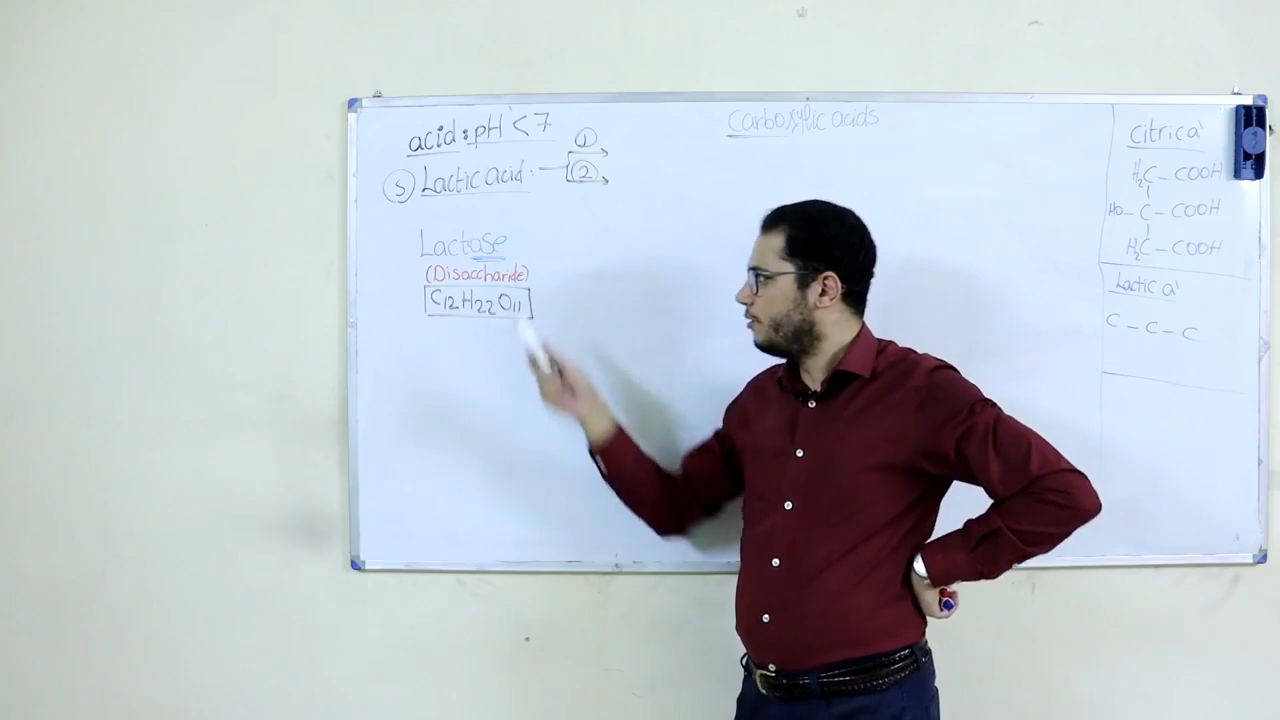 acid: pH < 7
5 Lactic acid: 1
2
Lactose
(Disaccharide)
C12H22O11
Carboxylic acids
Citric a
H2C - COOH
HO - C - COOH
H2C - COOH
Lactic a
C - C - C